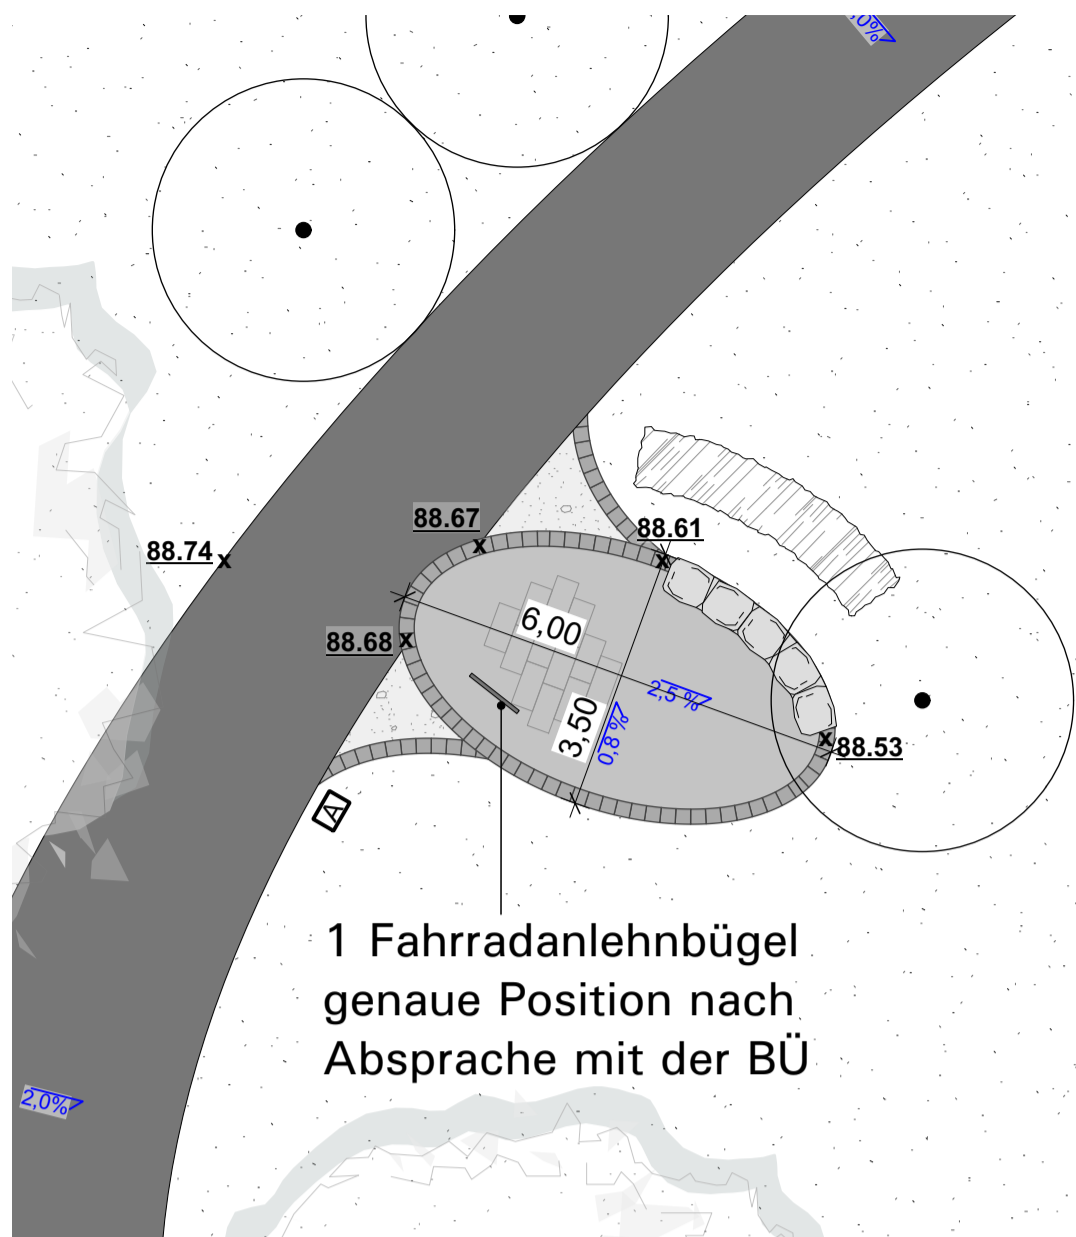 ,0%
88.67
88.61
88.74
6,00
88.68
2,5 %
3,50
0,8 %
88.53
A
1 Fahrradanlehnbügel
genaue Position nach
Absprache mit der BÜ
2,0%